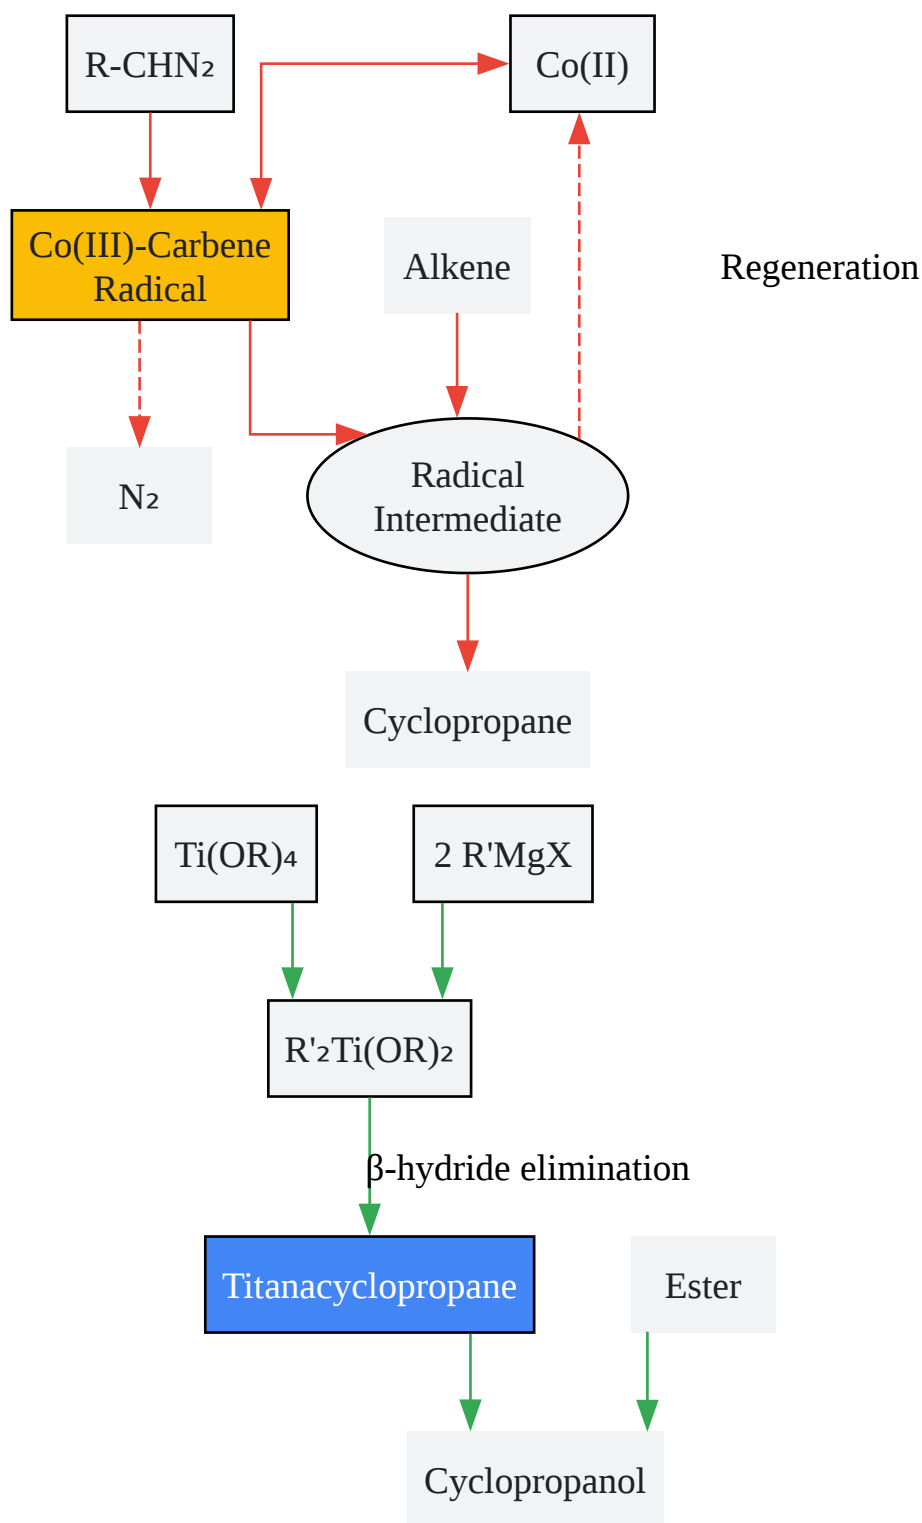 R-CHN₂
Co(II)
Co(III)-Carbene
Radical
Alkene
Regeneration
N₂
Radical
Intermediate
Cyclopropane
Ti(OR)₄
2 R'MgX
R'₂Ti(OR)₂
β-hydride elimination
Titanacyclopropane
Ester
Cyclopropanol